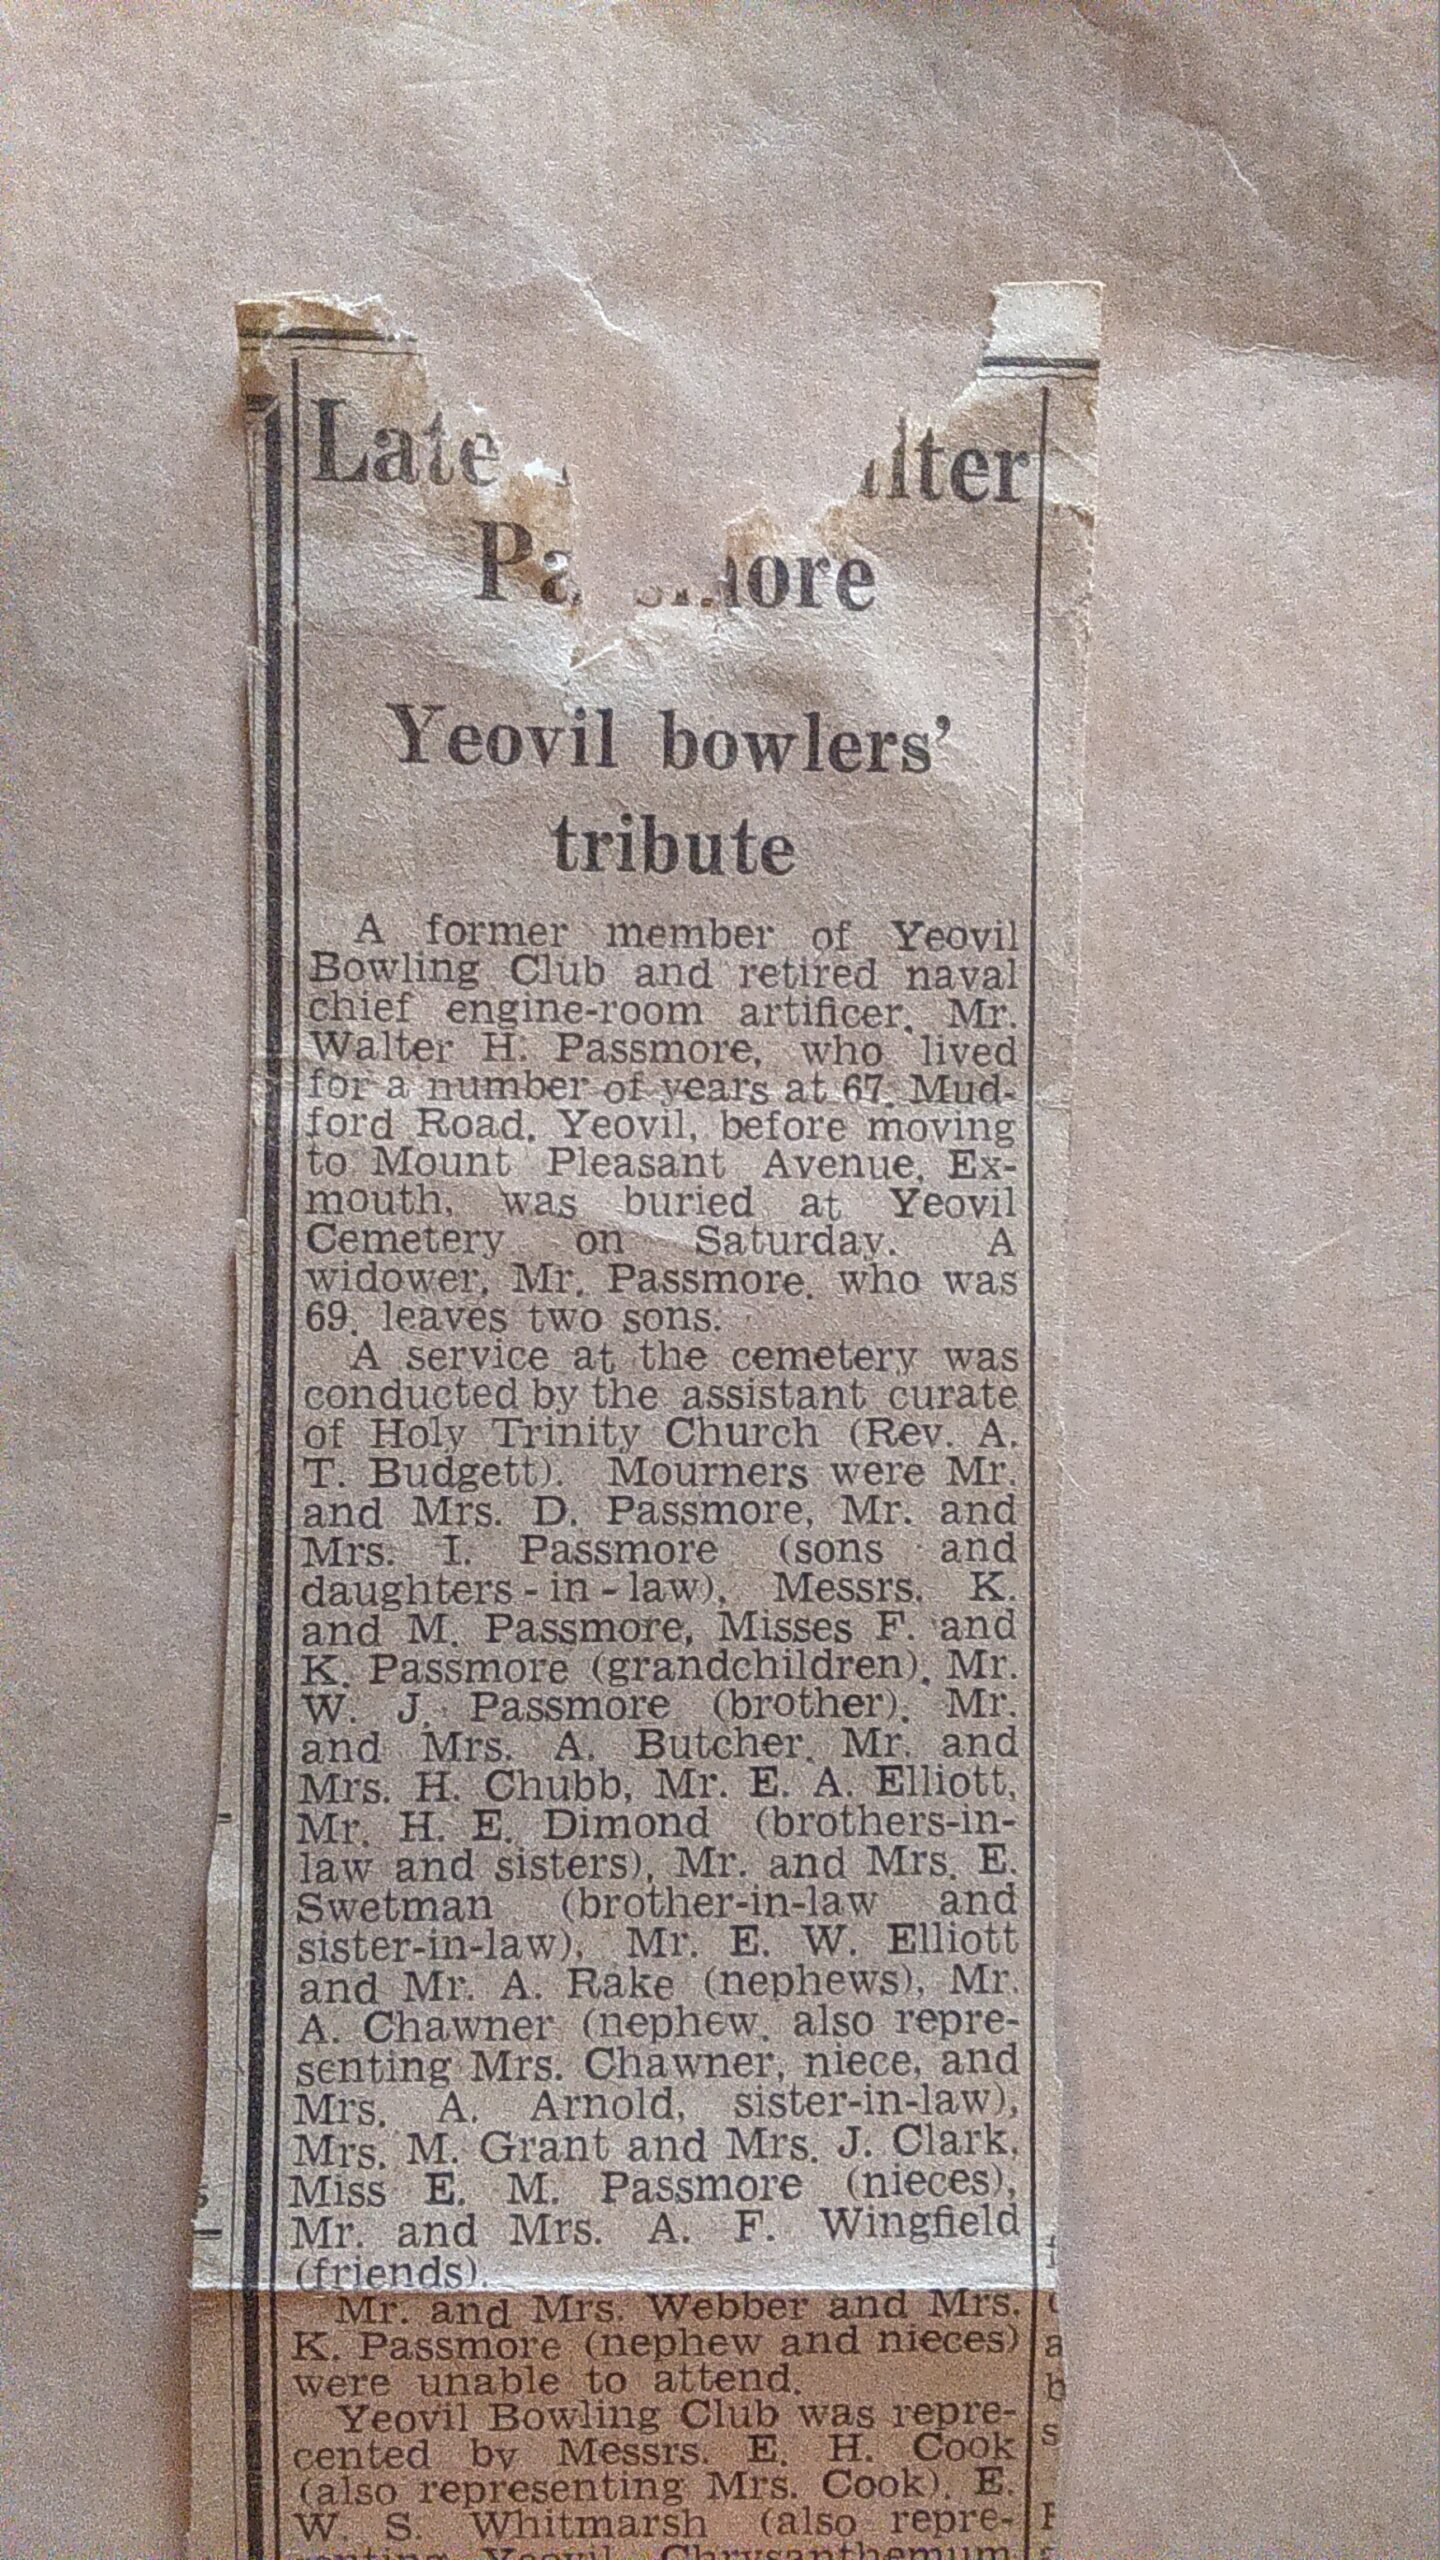 Late
Yeovil bowlers'
tribute
A former member of Yeovil
Bowling Club and retired naval
chief engine-room artificer, Mr.
Walter H. Passmore, who lived
for a number of years at 67, Mud-
ford Road, Yeovil, before moving
to Mount Pleasant Avenue, Ex-
mouth, was buried at Yeovil
Cemetery on Saturday. A
widower, Mr. Passmore, who was
69, leaves two sons.
A service at the cemetery was
conducted by the assistant curate
of Holy Trinity Church (Rev. A.
T. Budgett). Mourners were Mr.
and Mrs. D. Passmore, Mr. and
Mrs. I. Passmore (sons and
daughters-in-law), Messrs. K.
and M. Passmore, Misses F. and
K. Passmore (grandchildren), Mr.
W. J. Passmore (brother), Mr.
and Mrs. A. Butcher, Mr. and
Mrs. H. Chubb, Mr. E. A. Elliott,
Mr. H. E. Dimond (brothers-in-
law and sisters), Mr. and Mrs. E.
Swetman (brother-in-law and
sister-in-law), Mr. E. W. Elliott
and Mr. A. Rake (nephews), Mr.
A. Chawner (nephew, also repre-
senting Mrs. Chawner, niece, and
Mrs. A. Arnold, sister-in-law),
Mrs. M. Grant and Mrs. J. Clark,
Miss E. M. Passmore (nieces),
Mr. and Mrs. A. F. Wingfield
(friends).
Mr. and Mrs. Webber and Mrs.
K. Passmore (nephew and nieces)
were unable to attend.
Yeovil Bowling Club was repre-
cented by Messrs. E. H. Cook
(also representing Mrs. Cook), E.
W. S. Whitmarsh (also repre-
senting Yeovil Chrysanthemum